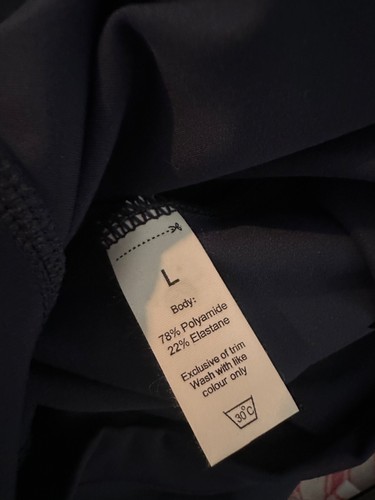 L
Body:
78% Polyamide
22% Elastane
Exclusive of trim
Wash with like
colour only
30°C